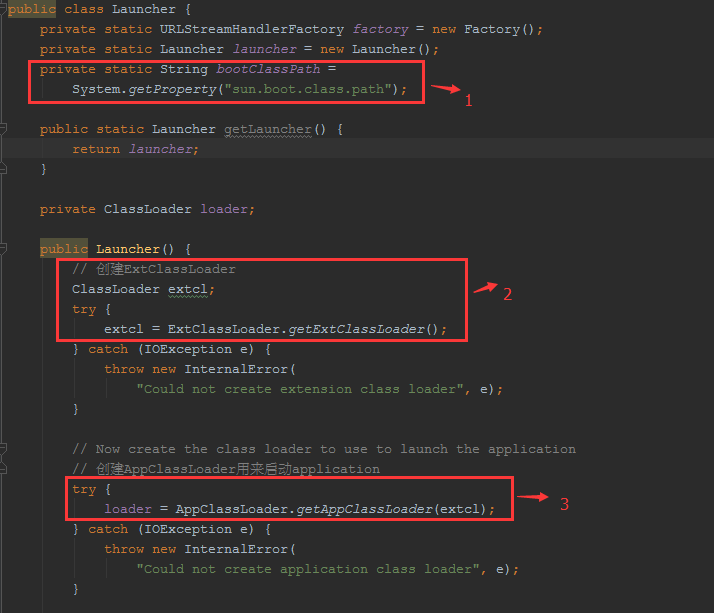 public class Launcher {
    private static URLStreamHandlerFactory factory = new Factory();
    private static Launcher launcher = new Launcher();
    private static String bootClassPath =
        System.getProperty("sun.boot.class.path");
1
    public static Launcher getLauncher() {
        return launcher;
    }
    private ClassLoader loader;
    public Launcher() {
        // 创建ExtClassLoader
        ClassLoader extcl;
2
        try {
            extcl = ExtClassLoader.getExtClassLoader();
        } catch (IOException e) {
            throw new InternalError(
                "Could not create extension class loader", e);
        }
        // Now create the class loader to use to launch the application
        // 创建AppClassLoader用来启动application
        try {
            loader = AppClassLoader.getAppClassLoader(extcl);
3
        } catch (IOException e) {
            throw new InternalError(
                "Could not create application class loader", e);
        }